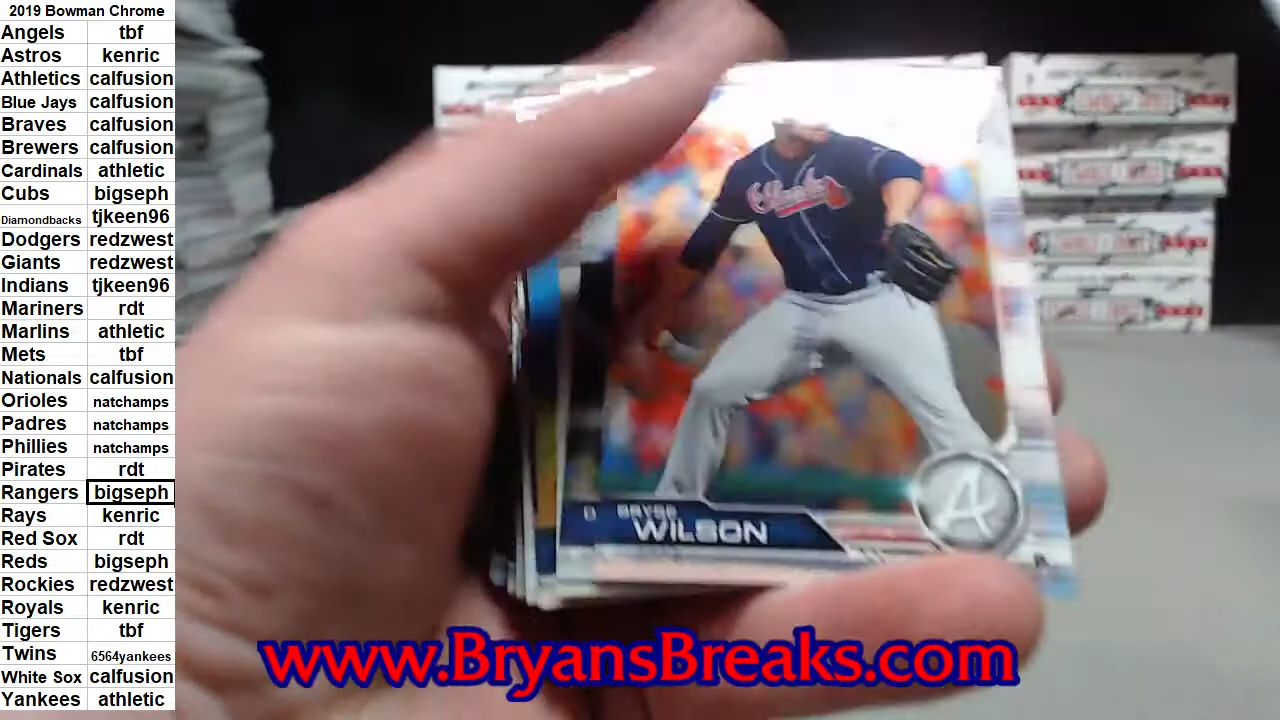 2019 Bowman Chrome
Angels tbf
Astros kenric
Athletics calfusion
Blue Jays calfusion
Braves calfusion
Brewers calfusion
Cardinals athletic
Cubs bigseph
Diamondbacks tjkeen96
Dodgers redzwest
Giants redzwest
Indians tjkeen96
Mariners rdt
Marlins athletic
Mets tbf
Nationals calfusion
Orioles natchamps
Padres natchamps
Phillies natchamps
Pirates rdt
Rangers bigseph
Rays kenric
Red Sox rdt
Reds bigseph
Rockies redzwest
Royals kenric
Tigers tbf
Twins 6564yankees
White Sox calfusion
Yankees athletic
BRYSE
WILSON
A
www.BryansBreaks.com